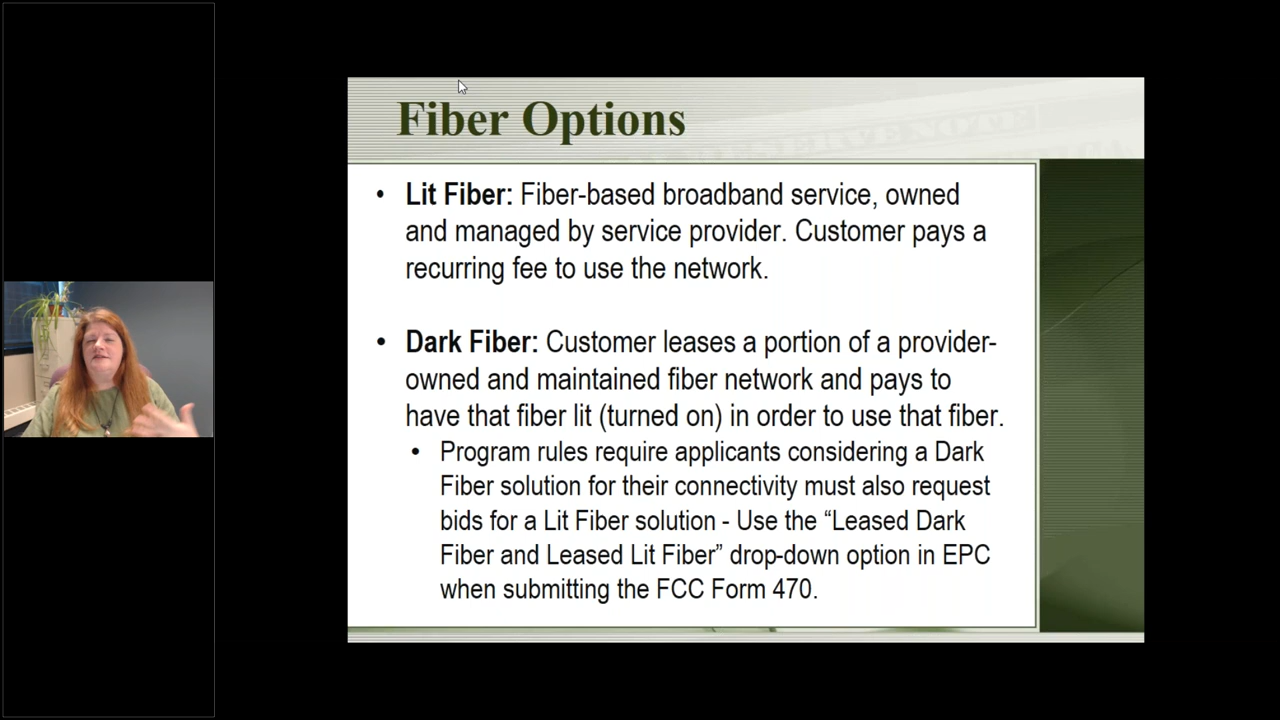 Fiber Options
• Lit Fiber: Fiber-based broadband service, owned
and managed by service provider. Customer pays a
recurring fee to use the network.
• Dark Fiber: Customer leases a portion of a provider-
owned and maintained fiber network and pays to
have that fiber lit (turned on) in order to use that fiber.
• Program rules require applicants considering a Dark
Fiber solution for their connectivity must also request
bids for a Lit Fiber solution - Use the “Leased Dark
Fiber and Leased Lit Fiber” drop-down option in EPC
when submitting the FCC Form 470.